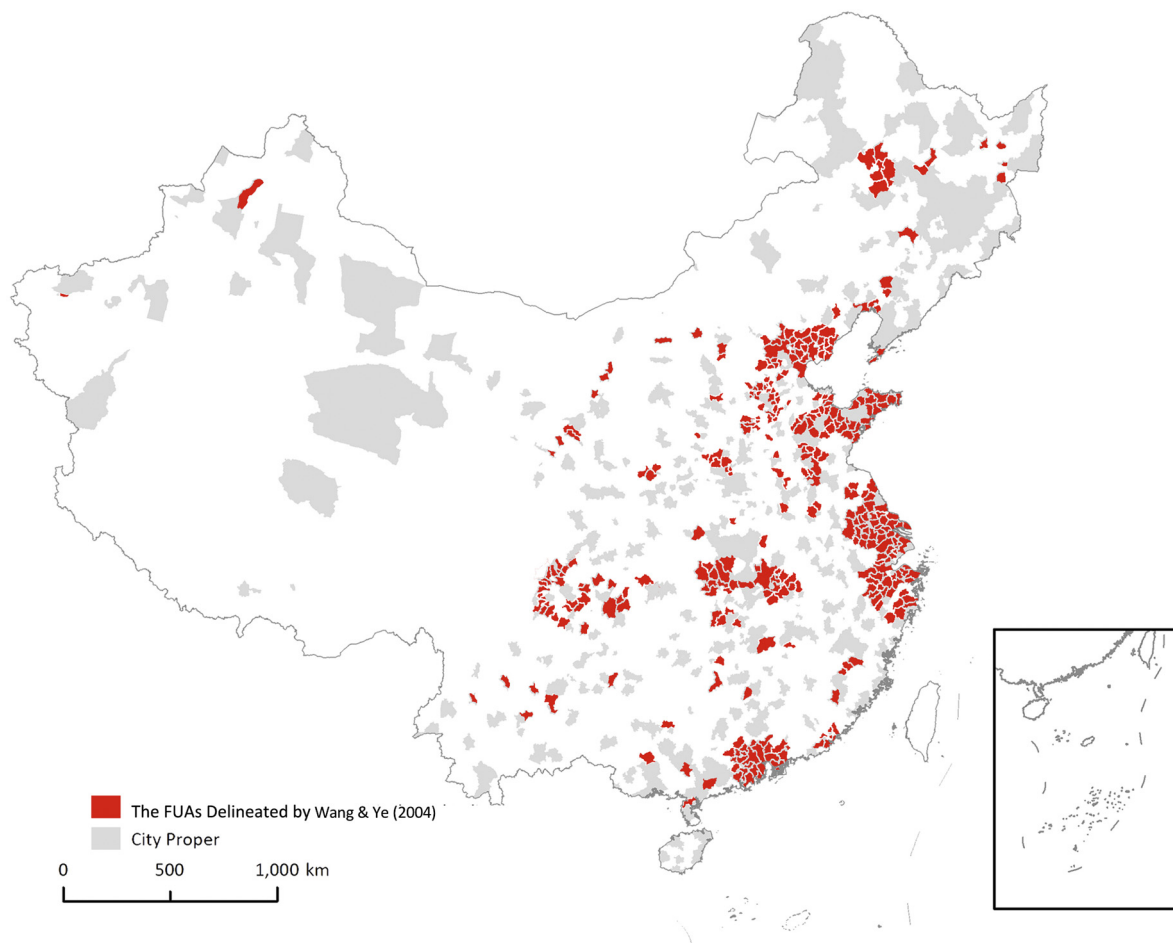 The FUAs Delineated by Wang & Ye (2004)
City Proper
0 500 1,000 km